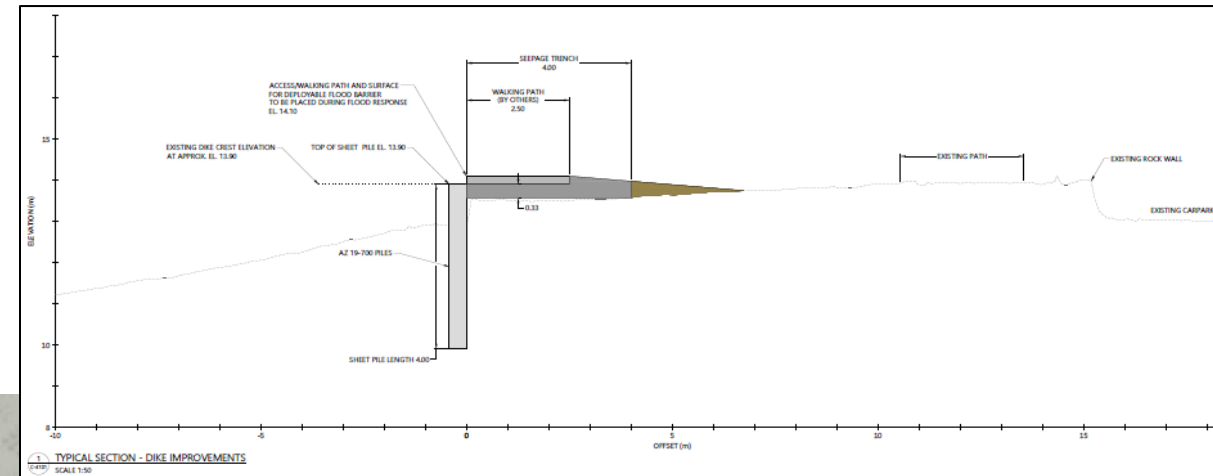 SEEPAGE TRENCH
4.00
ACCESS/WALKING PATH AND SURFACE
FOR DEPLOYABLE FLOOD BARRIER
TO BE PLACED DURING FLOOD RESPONSE
EL. 14.10
WALKING PATH
(BY OTHERS)
2.50
EXISTING DIKE CREST ELEVATION
AT APPROX. EL. 13.90
TOP OF SHEET PILE EL. 13.90
EXISTING PATH
EXISTING ROCK WALL
0.33
EXISTING CARPARK
AZ 19-700 PILES
SHEET PILE LENGTH 4.00
ELEVATION (m)
15
10
8
-10
-5
0
5
10
15
OFFSET (m)
1
TYPICAL SECTION - DIKE IMPROVEMENTS
SCALE 1:50